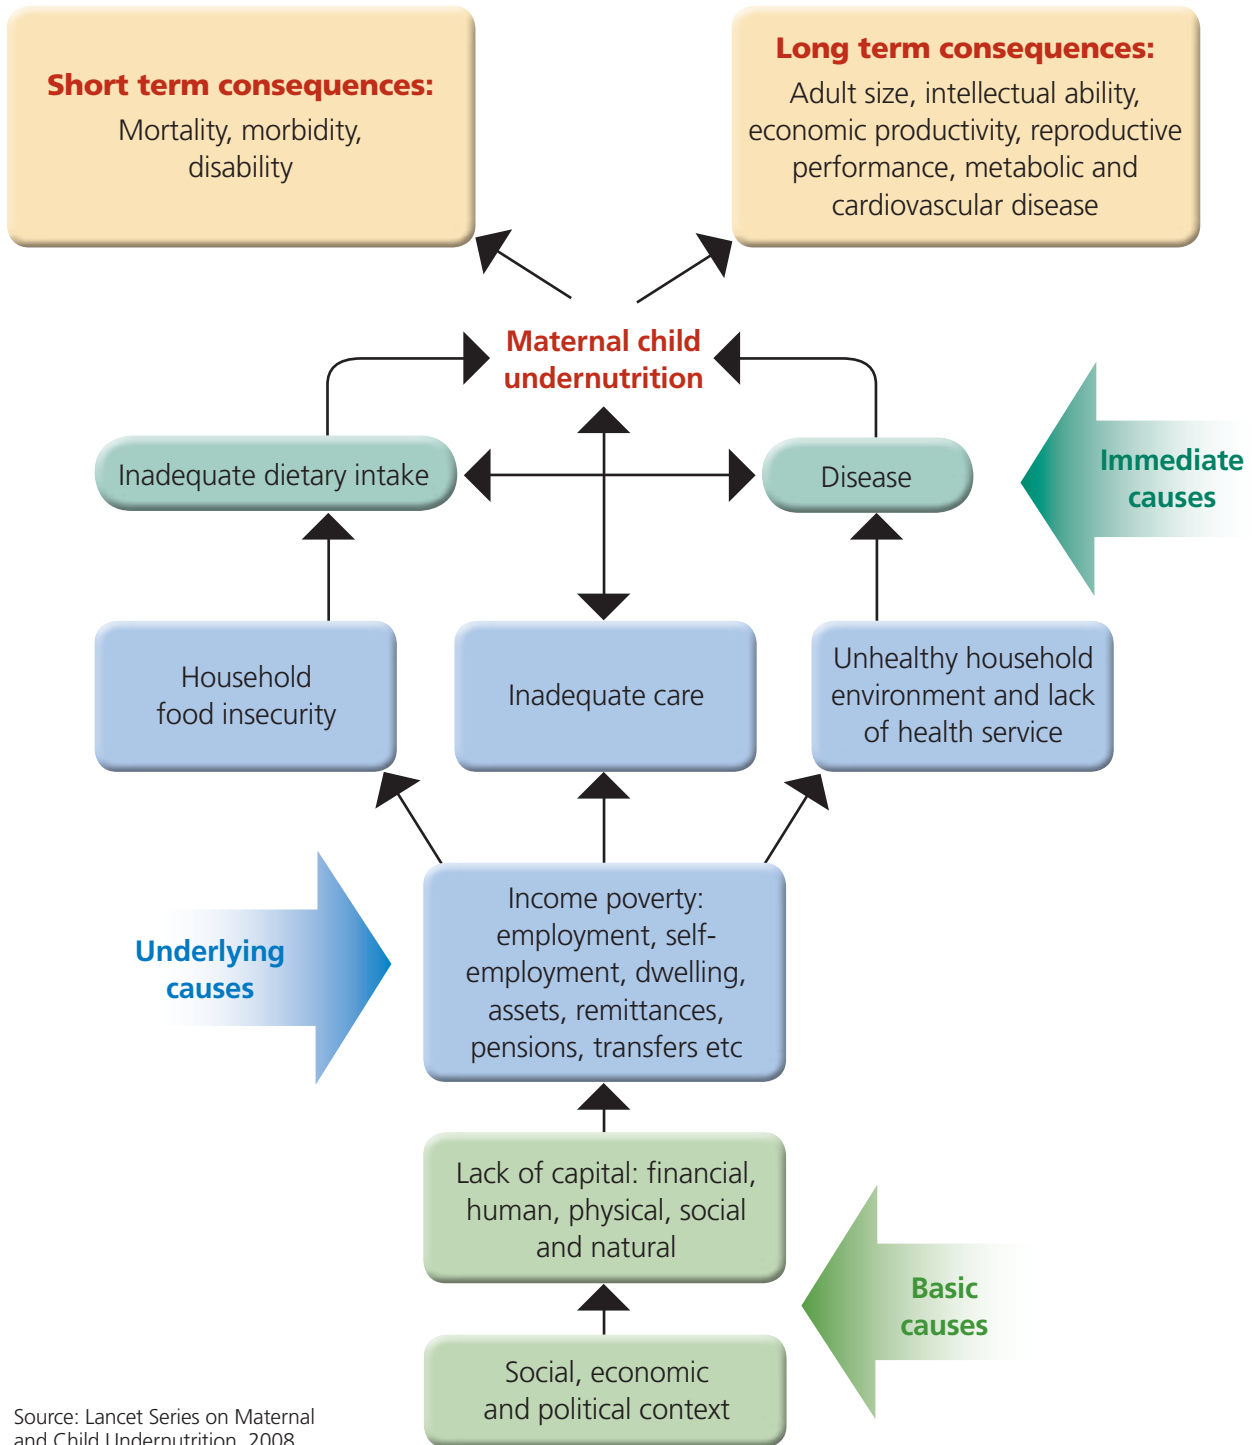 Short term consequences:
Mortality, morbidity,
disability
Long term consequences:
Adult size, intellectual ability,
economic productivity, reproductive
performance, metabolic and
cardiovascular disease
Maternal child
undernutrition
Inadequate dietary intake
Disease
Immediate
causes
Household
food insecurity
Inadequate care
Unhealthy household
environment and lack
of health service
Underlying
causes
Income poverty:
employment, self-
employment, dwelling,
assets, remittances,
pensions, transfers etc
Lack of capital: financial,
human, physical, social
and natural
Basic
causes
Social, economic
and political context
Source: Lancet Series on Maternal
and Child Undernutrition, 2008